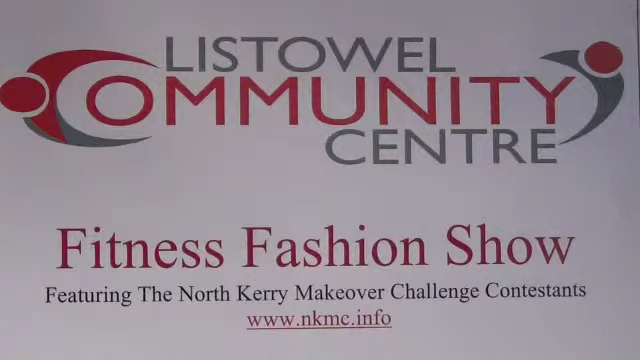 LISTOWEL
COMMUNITY
CENTRE
Fitness Fashion Show
Featuring The North Kerry Makeover Challenge Contestants
www.nkmc.info